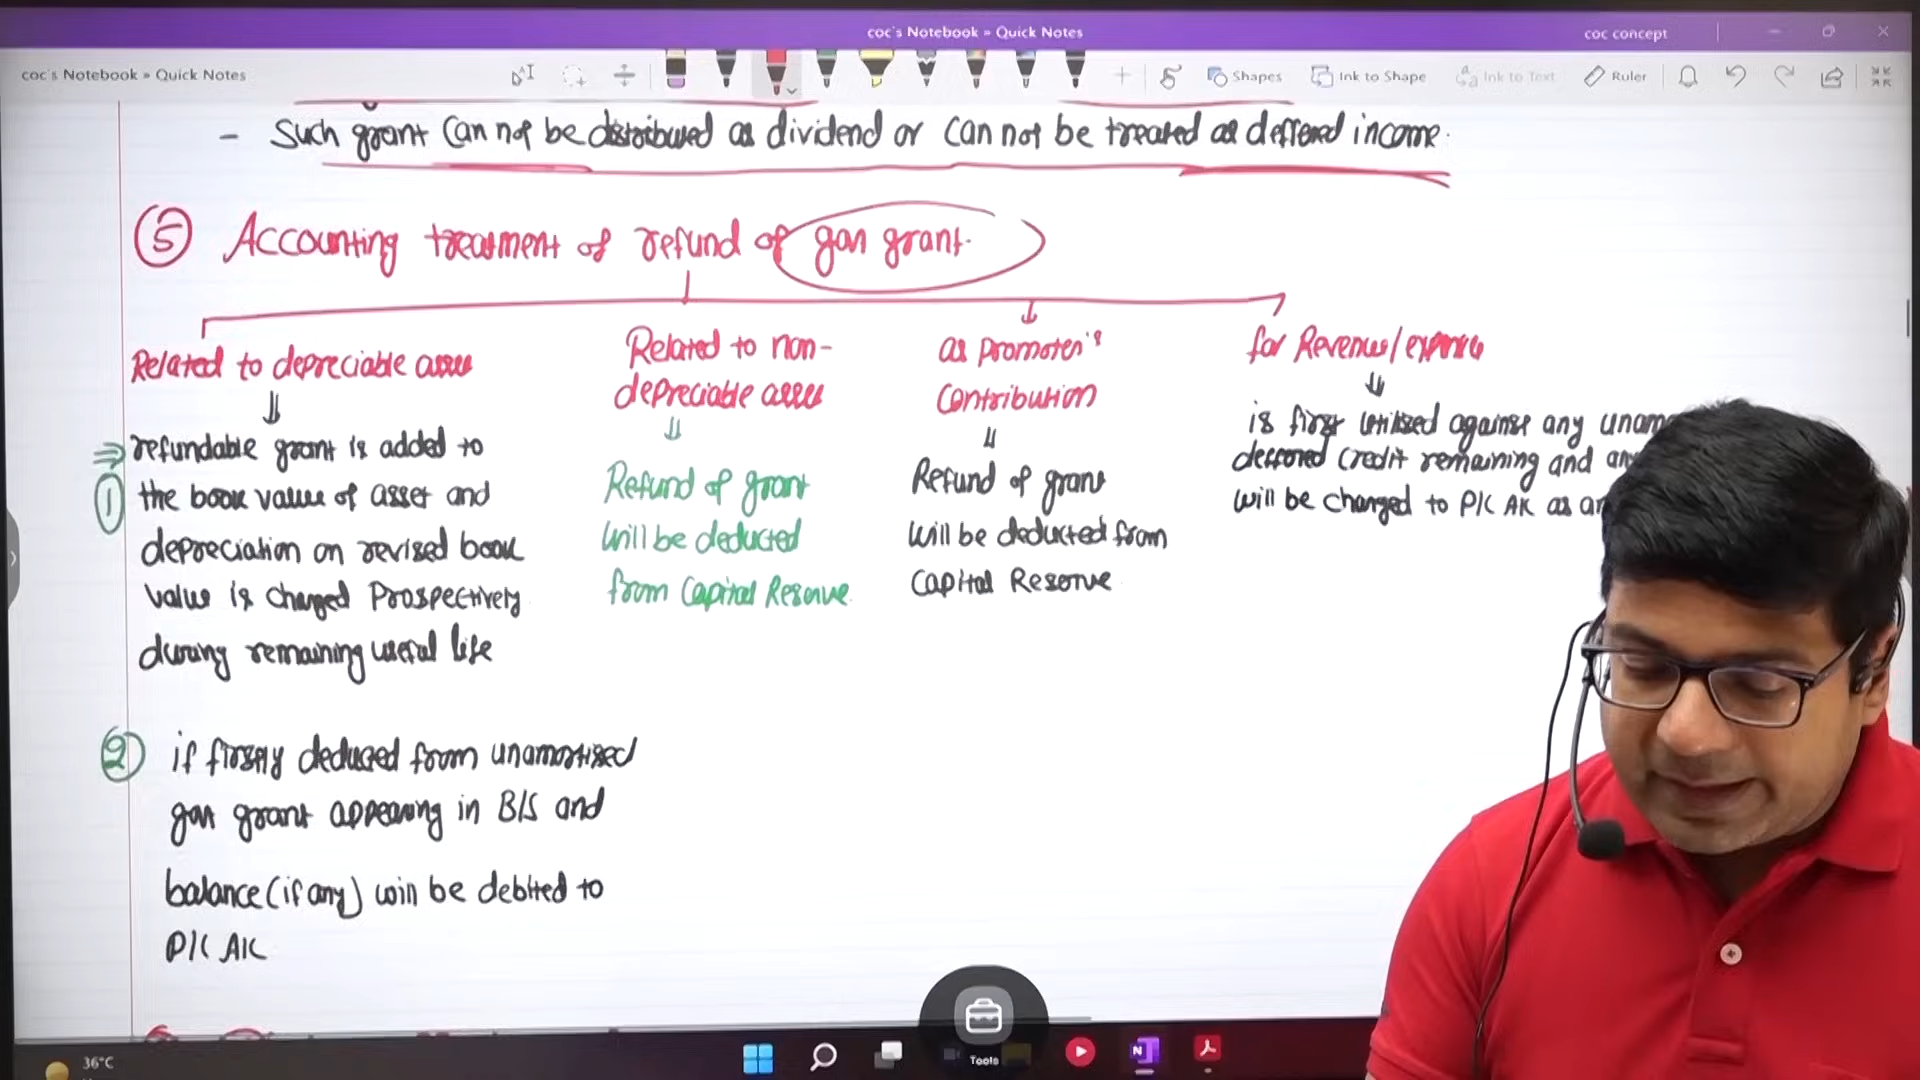 coc's Notebook » Quick Notes
coc concept
coc's Notebook » Quick Notes
Shapes
Ink to Shape
Ink to Text
Ruler
- Such grant can not be distributed as dividend or can not be treated as deffered income.
5 Accounting treatment of refund of gov grant.
Related to depreciable asset
refundable grant is added to
1 the book value of asset and
depreciation on revised book
value is charged Prospectively
during remaining useful life
2 if firstly deducted from unamortised
gov grant appearing in B/S and
balance (if any) will be debited to
P/L A/C
Related to non-
depreciable asset
Refund of grant
will be deducted
from Capital Reserve
as promoter's
Contribution
Refund of grant
will be deducted from
Capital Reserve
for Revenue/expense
is first utilised against any
deffered Credit remaining and
will be charged to P/L A/C as
Tools
36°C